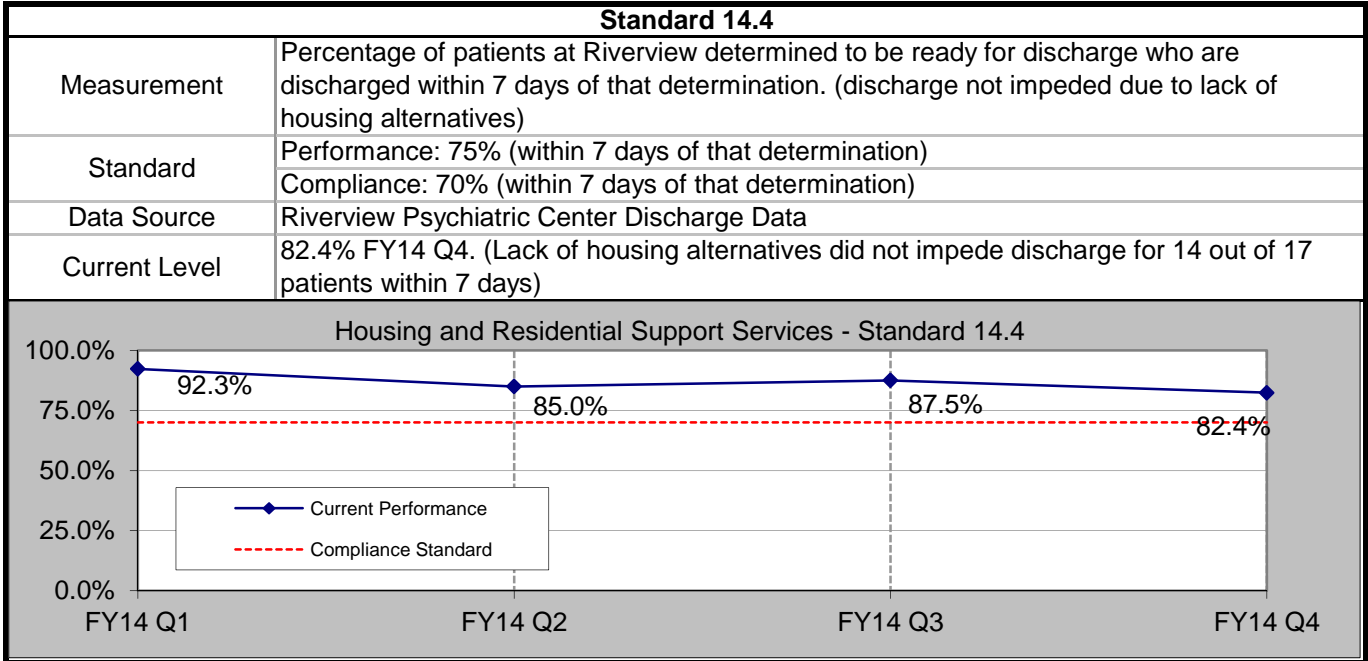 Standard 14.4
Measurement
Percentage of patients at Riverview determined to be ready for discharge who are
discharged within 7 days of that determination. (discharge not impeded due to lack of
housing alternatives)
Standard
Performance: 75% (within 7 days of that determination)
Compliance: 70% (within 7 days of that determination)
Data Source
Riverview Psychiatric Center Discharge Data
Current Level
82.4% FY14 Q4. (Lack of housing alternatives did not impede discharge for 14 out of 17
patients within 7 days)
Housing and Residential Support Services - Standard 14.4
100.0%
75.0%
50.0%
25.0%
0.0%
92.3%
85.0%
87.5%
82.4%
Current Performance
Compliance Standard
FY14 Q1
FY14 Q2
FY14 Q3
FY14 Q4